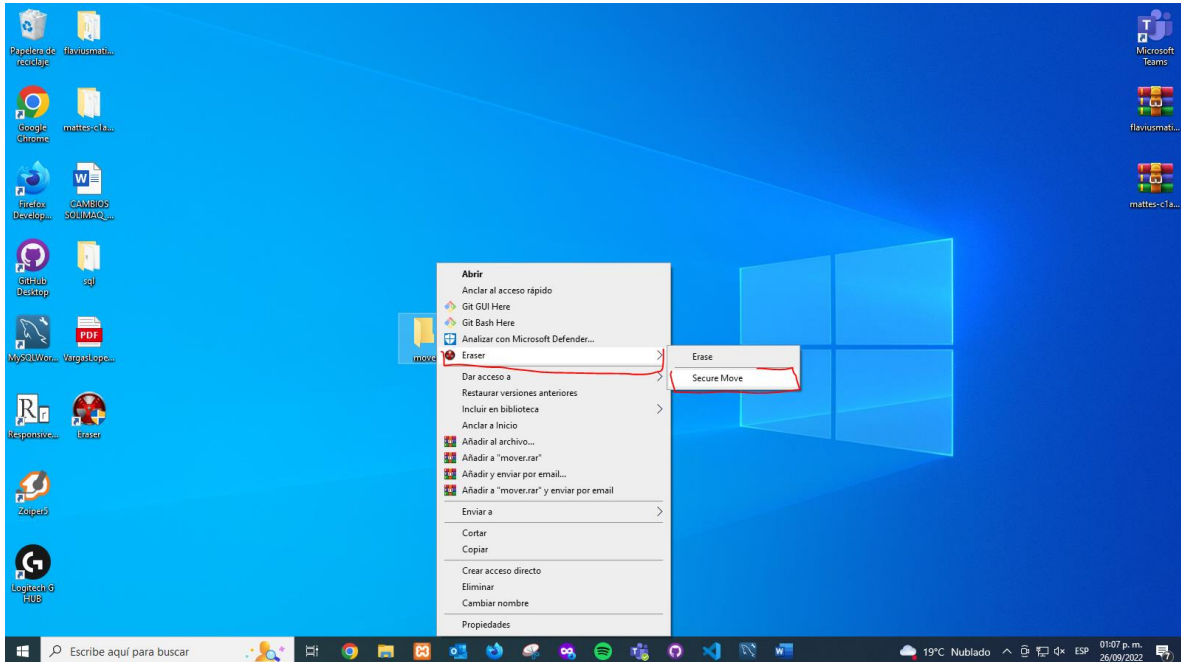 Papelera de
reciclaje
flaviusmati...
Google
Chrome
mattes-c1a...
Firefox
Develop...
CAMBIOS
SOLIMAQ_...
GitHub
Desktop
sql
MySQLWor...
PDF
VargasLope...
Responsive...
Eraser
Zoiper5
Logitech G
HUB
Microsoft
Teams
flaviusmati...
mattes-c1a...
mover
Abrir
Anclar al acceso rápido
Git GUI Here
Git Bash Here
Analizar con Microsoft Defender...
Eraser
Dar acceso a
Restaurar versiones anteriores
Incluir en biblioteca
Anclar a Inicio
Añadir al archivo...
Añadir a "mover.rar"
Añadir y enviar por email...
Añadir a "mover.rar" y enviar por email
Enviar a
Cortar
Copiar
Crear acceso directo
Eliminar
Cambiar nombre
Propiedades
Erase
Secure Move
Escribe aquí para buscar
19°C Nublado
ESP
01:07 p. m.
26/09/2022
7